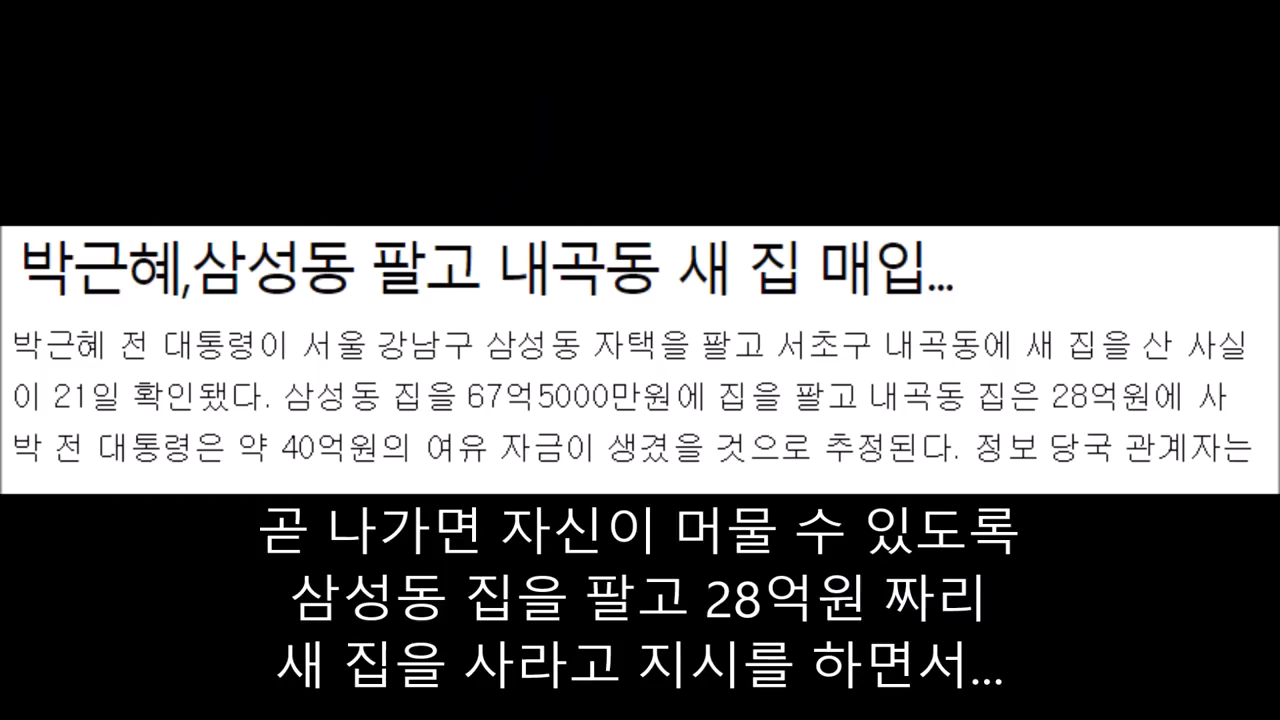 박근혜,삼성동 팔고 내곡동 새 집 매입...
박근혜 전 대통령이 서울 강남구 삼성동 자택을 팔고 서초구 내곡동에 새 집을 산 사실
이 21일 확인됐다. 삼성동 집을 67억5000만원에 집을 팔고 내곡동 집은 28억원에 사
박 전 대통령은 약 40억원의 여유 자금이 생겼을 것으로 추정된다. 정보 당국 관계자는
곧 나가면 자신이 머물 수 있도록
삼성동 집을 팔고 28억원 짜리
새 집을 사라고 지시를 하면서...